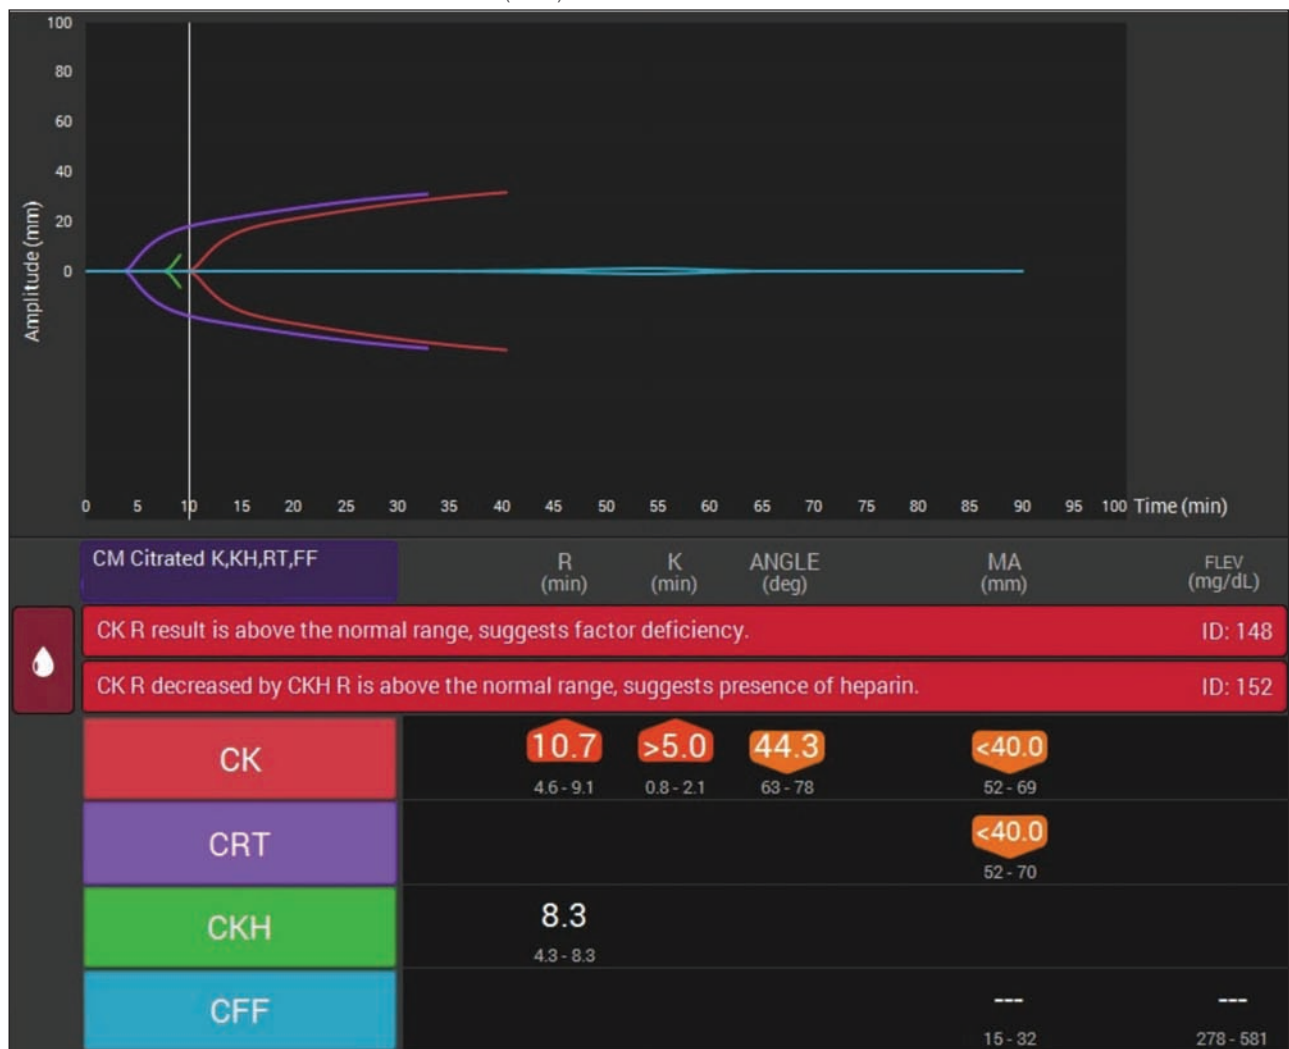 100
80
60
40
20
0
Amplitude (mm)
0 5 10 15 20 25 30 35 40 45 50 55 60 65 70 75 80 85 90 95 100 Time (min)
CM Citrated K,KH,RT,FF R K ANGLE MA FLEV
(min) (min) (deg) (mm) (mg/dL)
CK R result is above the normal range, suggests factor deficiency. ID: 148
CK R decreased by CKH R is above the normal range, suggests presence of heparin. ID: 152
CK 10.7 >5.0 44.3 <40.0
4.6 - 9.1 0.8 - 2.1 63 - 78 52 - 69
CRT <40.0
52 - 70
CKH 8.3
4.3 - 8.3
CFF --- ---
15 - 32 278 - 581